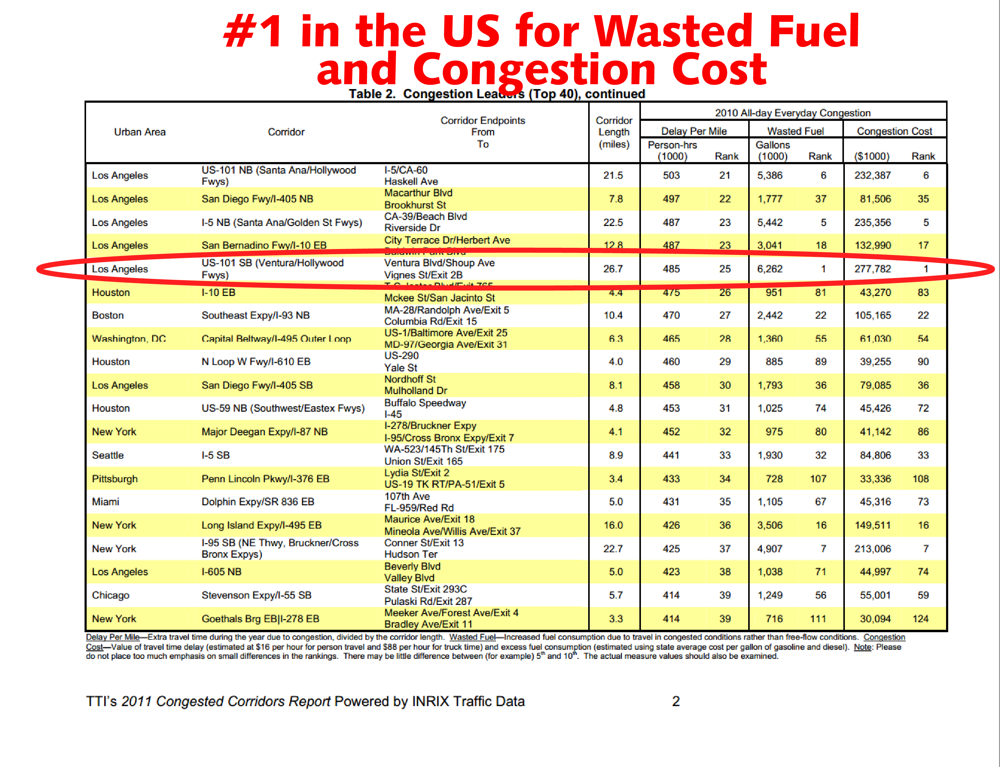 #1 in the US for Wasted Fuel
and Congestion Cost
Table 2. Congestion Leaders (Top 40), continued
Urban Area Corridor Corridor Endpoints From To Corridor Length (miles) 2010 All-day Everyday Congestion
Delay Per Mile Wasted Fuel Congestion Cost
Person-hrs (1000) Rank Gallons (1000) Rank ($1000) Rank
Los Angeles US-101 NB (Santa Ana/Hollywood Fwys) I-5/CA-60 Haskell Ave 21.5 503 21 5,386 6 232,387 6
Los Angeles San Diego Fwy/I-405 NB Macarthur Blvd Brookhurst St 7.8 497 22 1,777 37 81,506 35
Los Angeles I-5 NB (Santa Ana/Golden St Fwys) CA-39/Beach Blvd Riverside Dr 22.5 487 23 5,442 5 235,356 5
Los Angeles San Bernadino Fwy/I-10 EB City Terrace Dr/Herbert Ave Baldwin Park Blvd 12.8 487 23 3,041 18 132,990 17
Los Angeles US-101 SB (Ventura/Hollywood Fwys) Ventura Blvd/Shoup Ave Vignes St/Exit 2B 26.7 485 25 6,262 1 277,782 1
Houston I-10 EB Blvd/Exit 765 Mckee St/San Jacinto St 4.4 475 26 951 81 43,270 83
Boston Southeast Expy/I-93 NB MA-28/Randolph Ave/Exit 5 Columbia Rd/Exit 15 10.4 470 27 2,442 22 105,165 22
Washington, DC Capital Beltway/I-495 Outer Loop US-1/Baltimore Ave/Exit 25 MD-97/Georgia Ave/Exit 31 6.3 465 28 1,360 55 61,030 54
Houston N Loop W Fwy/I-610 EB US-290 Yale St 4.0 460 29 885 89 39,255 90
Los Angeles San Diego Fwy/I-405 SB Nordhoff St Mulholland Dr 8.1 458 30 1,793 36 79,085 36
Houston US-59 NB (Southwest/Eastex Fwys) Buffalo Speedway I-45 4.8 453 31 1,025 74 45,426 72
New York Major Deegan Expy/I-87 NB I-278/Bruckner Expy I-95/Cross Bronx Expy/Exit 7 4.1 452 32 975 80 41,142 86
Seattle I-5 SB WA-523/145Th St/Exit 175 Union St/Exit 165 8.9 441 33 1,930 32 84,806 33
Pittsburgh Penn Lincoln Pkwy/I-376 EB Lydia St/Exit 2 US-19 TK RT/PA-51/Exit 5 3.4 433 34 728 107 33,336 108
Miami Dolphin Expy/SR 836 EB 107th Ave FL-959/Red Rd 5.0 431 35 1,105 67 45,316 73
New York Long Island Expy/I-495 EB Maurice Ave/Exit 18 Mineola Ave/Willis Ave/Exit 37 16.0 426 36 3,506 16 149,511 16
New York I-95 SB (NE Thwy, Bruckner/Cross Bronx Expys) Conner St/Exit 13 Hudson Ter 22.7 425 37 4,907 7 213,006 7
Los Angeles I-605 NB Beverly Blvd Valley Blvd 5.0 423 38 1,038 71 44,997 74
Chicago Stevenson Expy/I-55 SB State St/Exit 293C Pulaski Rd/Exit 287 5.7 414 39 1,249 56 55,001 59
New York Goethals Brg EB|I-278 EB Meeker Ave/Forest Ave/Exit 4 Bradley Ave/Exit 11 3.3 414 39 716 111 30,094 124
Delay Per Mile—Extra travel time during the year due to congestion, divided by the corridor length. Wasted Fuel—Increased fuel consumption due to travel in congested conditions rather than free-flow conditions. Congestion
Cost—Value of travel time delay (estimated at $16 per hour for person travel and $88 per hour for truck time) and excess fuel consumption (estimated using state average cost per gallon of gasoline and diesel). Note: Please
do not place too much emphasis on small differences in the rankings. There may be little difference between (for example) 5th and 10th. The actual measure values should also be examined.
TTI's 2011 Congested Corridors Report Powered by INRIX Traffic Data 2